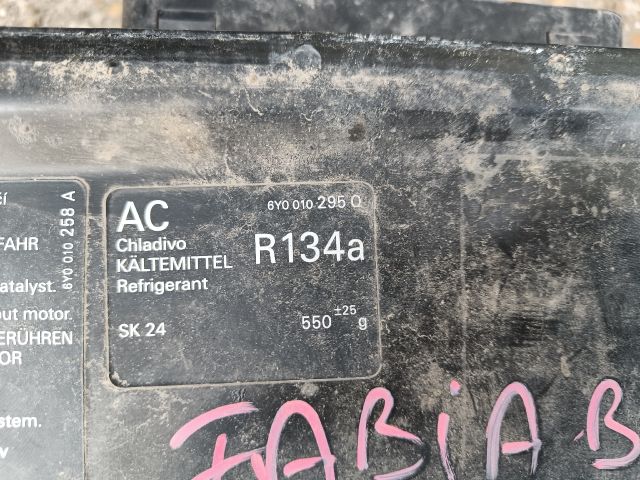 6Y0 010 258 A
FAHR
atalyst.
out motor.
ERÜHREN
OR
stem.
AC
6Y0 010 295 Q
Chladivo
KÄLTEMITTEL
Refrigerant
R134a
SK 24
550 ±25 g
FABiA B